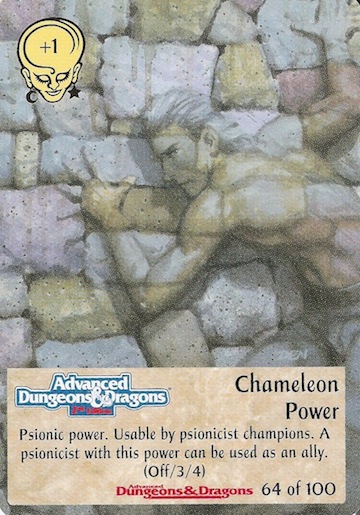 +1
Advanced
Dungeons & Dragons
2nd Edition
Chameleon
Power
Psionic power. Usable by psionicist champions. A
psionicist with this power can be used as an ally.
(Off/3/4)
Advanced
Dungeons & Dragons 64 of 100